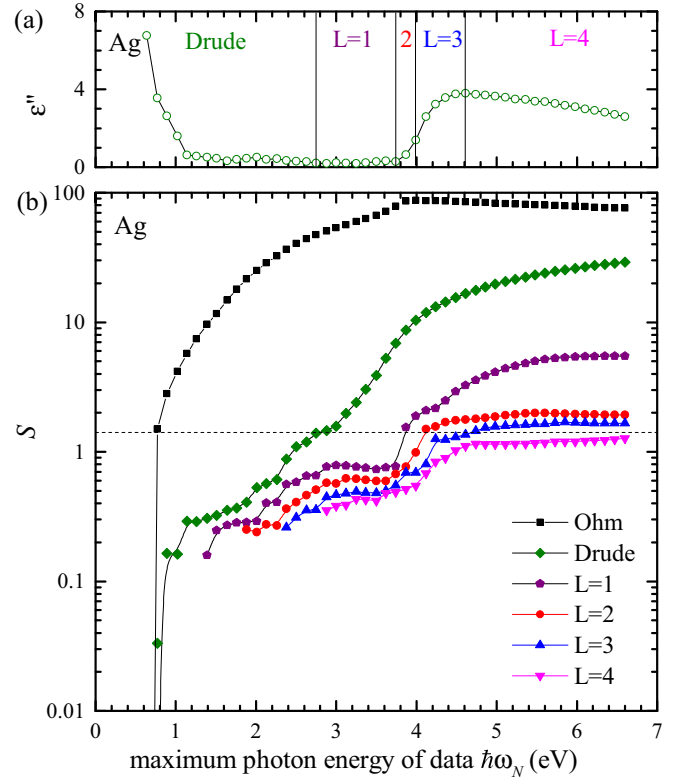 (a)
8
4
0
ε''
Ag
Drude
L=1
2
L=3
L=4
(b)
100
10
1
0.1
0.01
S
Ag
Ohm
Drude
L=1
L=2
L=3
L=4
0 1 2 3 4 5 6 7
maximum photon energy of data ħω_N (eV)